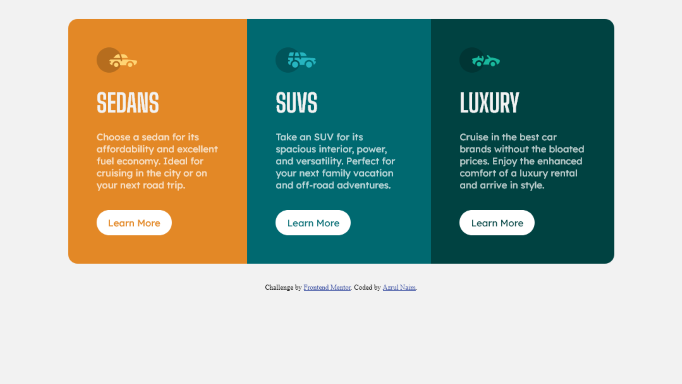 SEDANS
Choose a sedan for its
affordability and excellent
fuel economy. Ideal for
cruising in the city or on
your next road trip.
Learn More
SUVS
Take an SUV for its
spacious interior, power,
and versatility. Perfect for
your next family vacation
and off-road adventures.
Learn More
LUXURY
Cruise in the best car
brands without the bloated
prices. Enjoy the enhanced
comfort of a luxury rental
and arrive in style.
Learn More
Challenge by Frontend Mentor. Coded by Azrul Naim.